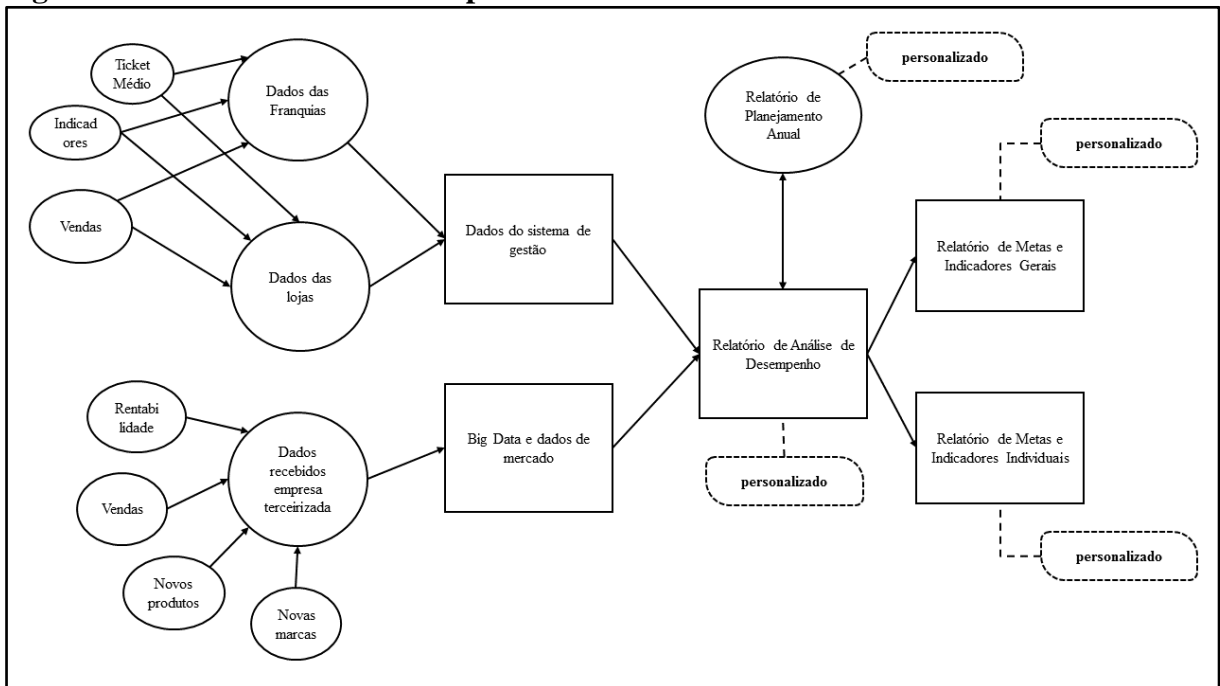 Ticket
Médio
Dados das
Franquias
Indicad
ores
Vendas
Dados das
lojas
Dados do sistema de
gestão
Rentabi
lidade
Vendas
Novos
produtos
Novas
marcas
Dados
recebidos
empresa
terceirizada
Big Data e dados de
mercado
Relatório de
Planejamento
Anual
personalizado
Relatório de Análise de
Desempenho
personalizado
personalizado
Relatório de Metas e
Indicadores Gerais
Relatório de Metas e
Indicadores Individuais
personalizado